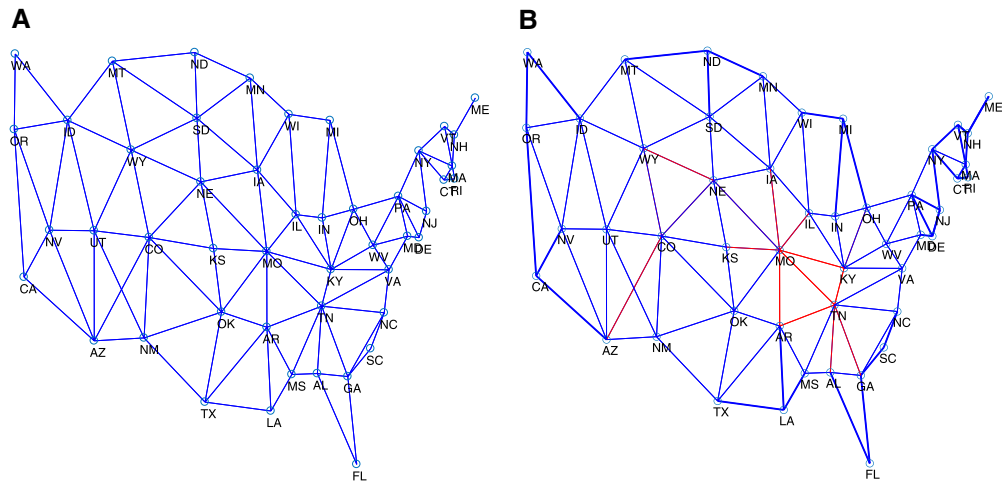 A
WA
MT
ND
MN
ME
OR
ID
SD
WI
MI
VT
NH
WY
NE
IA
NY
MA
CT
RI
NV
UT
CO
KS
MO
IL
IN
OH
PA
NJ
MD
DE
WV
KY
VA
CA
AZ
NM
OK
AR
TN
NC
SC
TX
LA
MS
AL
GA
FL
B
WA
MT
ND
MN
ME
OR
ID
SD
WI
MI
VT
NH
WY
NE
IA
NY
MA
CT
RI
NV
UT
CO
KS
MO
IL
IN
OH
PA
NJ
MD
DE
WV
KY
VA
CA
AZ
NM
OK
AR
TN
NC
SC
TX
LA
MS
AL
GA
FL